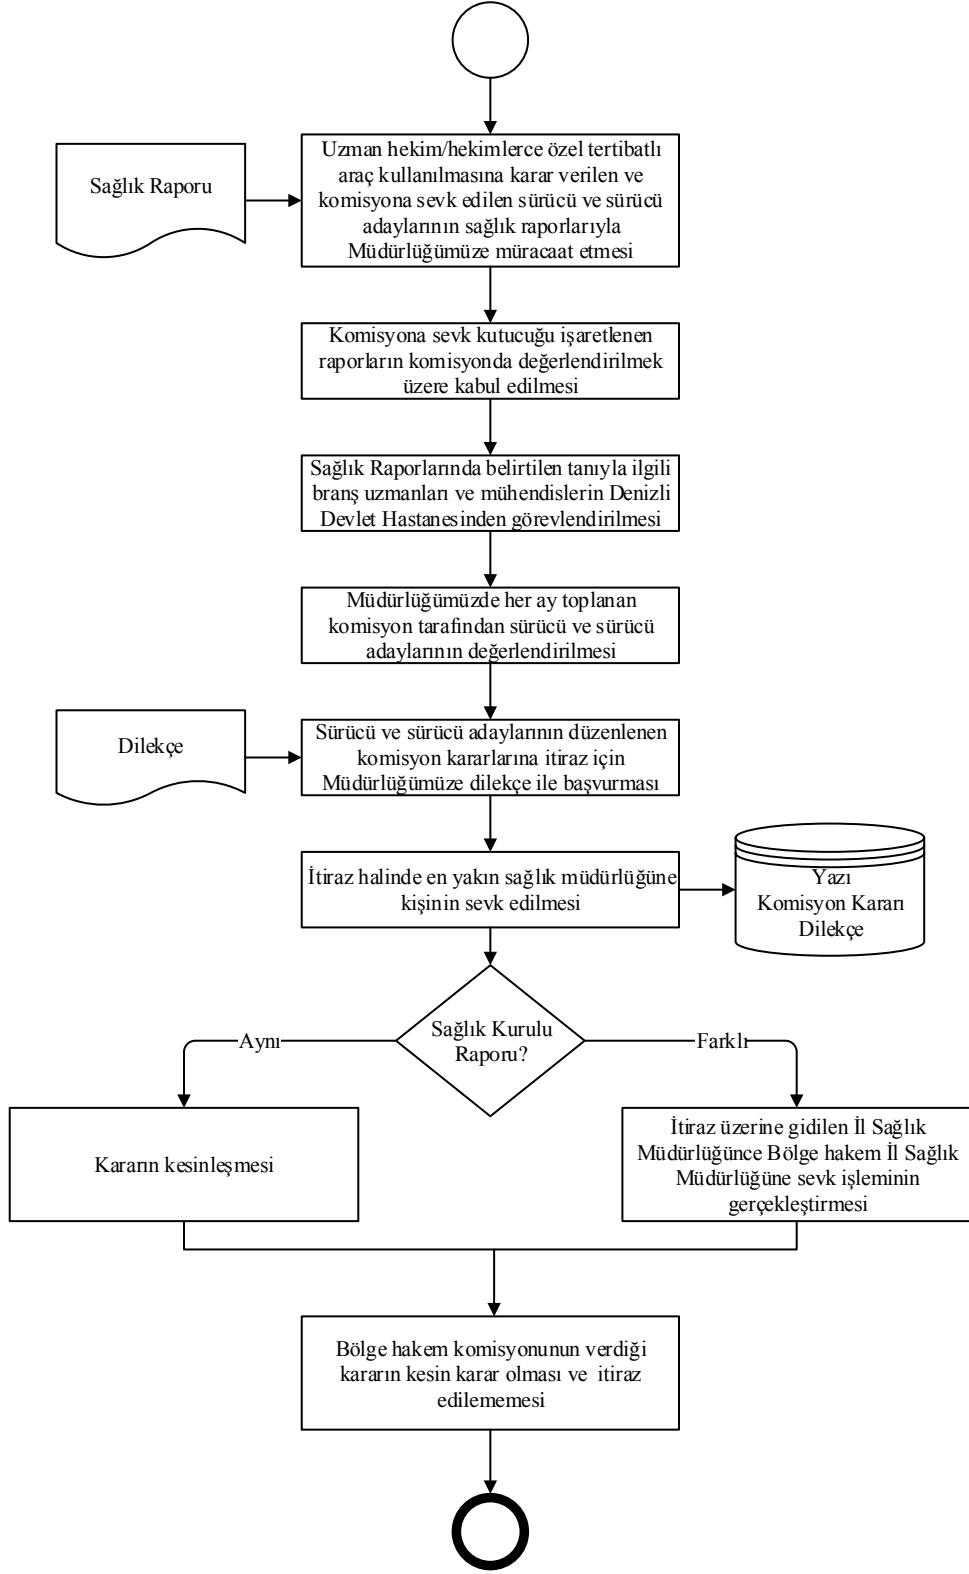 Sağlık Raporu
Uzman hekim/hekimlerce özel tertibatlı
araç kullanılmasına karar verilen ve
komisyona sevk edilen sürücü ve sürücü
adaylarının sağlık raporlarıyla
Müdürlüğümüze müracaat etmesi
Komisyona sevk kutucuğu işaretlenen
raporların komisyonda değerlendirilmek
üzere kabul edilmesi
Sağlık Raporlarında belirtilen tanıyla ilgili
branş uzmanları ve mühendislerin Denizli
Devlet Hastanesinden görevlendirilmesi
Müdürlüğümüzde her ay toplanan
komisyon tarafından sürücü ve sürücü
adaylarının değerlendirilmesi
Dilekçe
Sürücü ve sürücü adaylarının düzenlenen
komisyon kararlarına itiraz için
Müdürlüğümüze dilekçe ile başvurması
İtiraz halinde en yakın sağlık müdürlüğüne
kişinin sevk edilmesi
Yazı
Komisyon Kararı
Dilekçe
Sağlık Kurulu
Raporu?
Aynı
Farklı
Kararın kesinleşmesi
İtiraz üzerine gidilen İl Sağlık
Müdürlüğünce Bölge hakem İl Sağlık
Müdürlüğüne sevk işleminin
gerçekleştirmesi
Bölge hakem komisyonunun verdiği
kararın kesin karar olması ve  itiraz
edilememesi